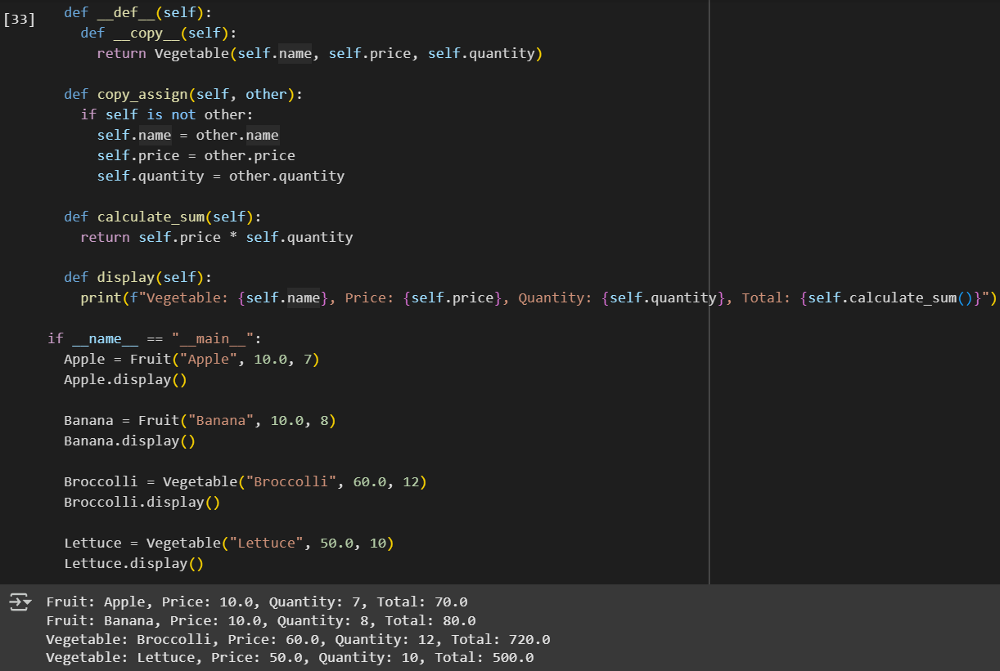 [33]
def __def__(self):
def __copy__(self):
return Vegetable(self.name, self.price, self.quantity)
def copy_assign(self, other):
if self is not other:
self.name = other.name
self.price = other.price
self.quantity = other.quantity
def calculate_sum(self):
return self.price * self.quantity
def display(self):
print(f"Vegetable: {self.name}, Price: {self.price}, Quantity: {self.quantity}, Total: {self.calculate_sum()}")
if __name__ == "__main__":
Apple = Fruit("Apple", 10.0, 7)
Apple.display()
Banana = Fruit("Banana", 10.0, 8)
Banana.display()
Broccolli = Vegetable("Broccolli", 60.0, 12)
Broccolli.display()
Lettuce = Vegetable("Lettuce", 50.0, 10)
Lettuce.display()
Fruit: Apple, Price: 10.0, Quantity: 7, Total: 70.0
Fruit: Banana, Price: 10.0, Quantity: 8, Total: 80.0
Vegetable: Broccolli, Price: 60.0, Quantity: 12, Total: 720.0
Vegetable: Lettuce, Price: 50.0, Quantity: 10, Total: 500.0